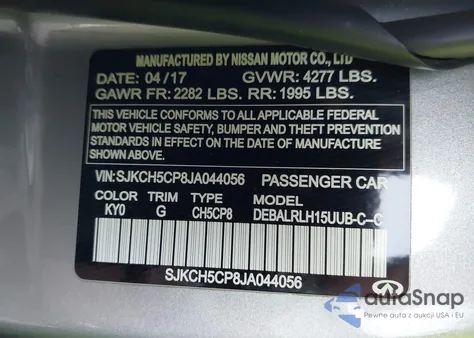 MANUFACTURED BY NISSAN MOTOR CO., LTD
DATE: 04/17 GVWR: 4277 LBS.
GAWR FR: 2282 LBS. RR: 1995 LBS.
THIS VEHICLE CONFORMS TO ALL APPLICABLE FEDERAL
MOTOR VEHICLE SAFETY, BUMPER AND THEFT PREVENTION
STANDARDS IN EFFECT ON THE DATE OF MANUFACTURE
SHOWN ABOVE.
VIN: SJKCH5CP8JA044056 PASSENGER CAR
COLOR TRIM TYPE MODEL
KY0 G CH5CP8 DEBALRLH15UUB-C-C
SJKCH5CP8JA044056
autaSnap
Pewne auta z aukcji USA i EU